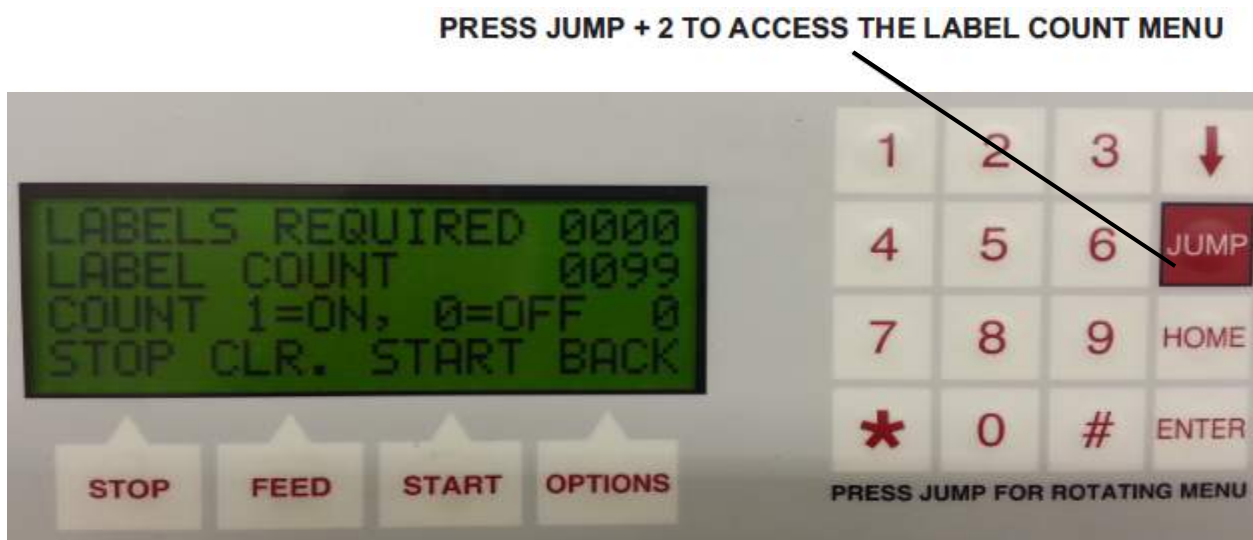 PRESS JUMP + 2 TO ACCESS THE LABEL COUNT MENU
LABELS REQUIRED 0000
LABEL COUNT 0099
COUNT 1=ON, 0=OFF 0
STOP CLR. START BACK
STOP FEED START OPTIONS
1 2 3 ↓
4 5 6 JUMP
7 8 9 HOME
* 0 # ENTER
PRESS JUMP FOR ROTATING MENU